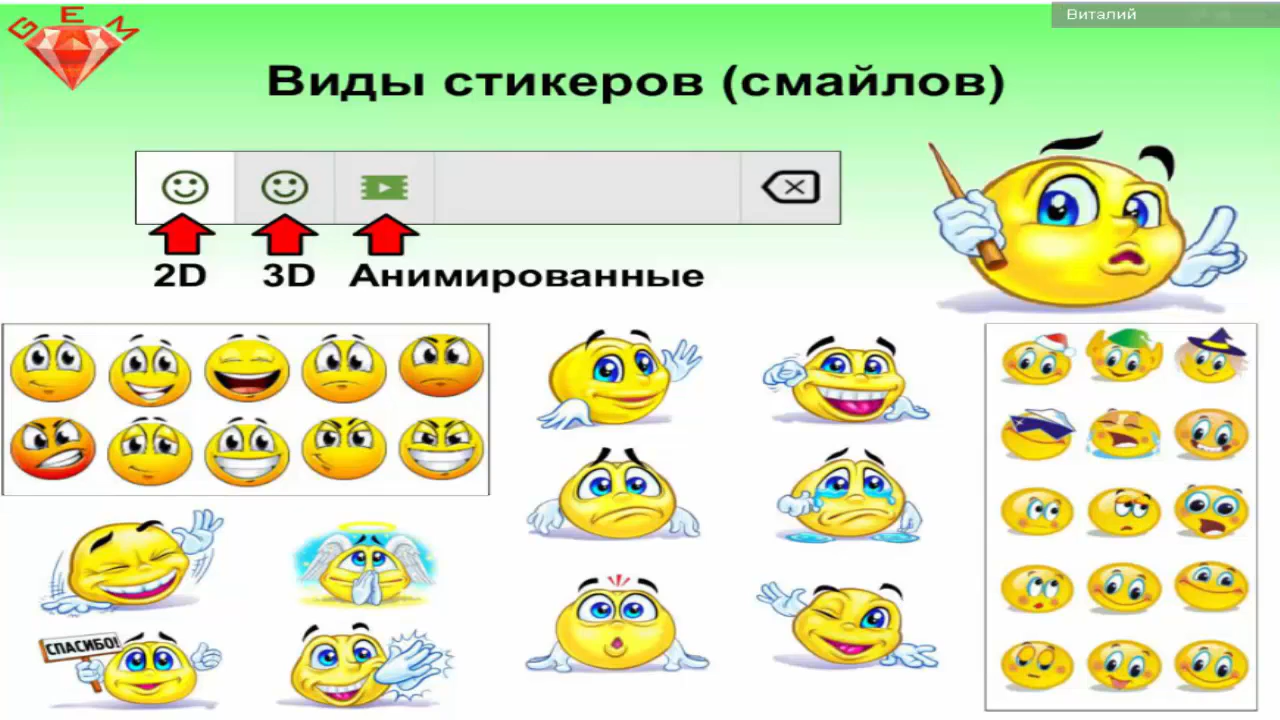 GEM
Виталий
Виды стикеров (смайлов)
2D 3D Анимированные
СПАСИБО!